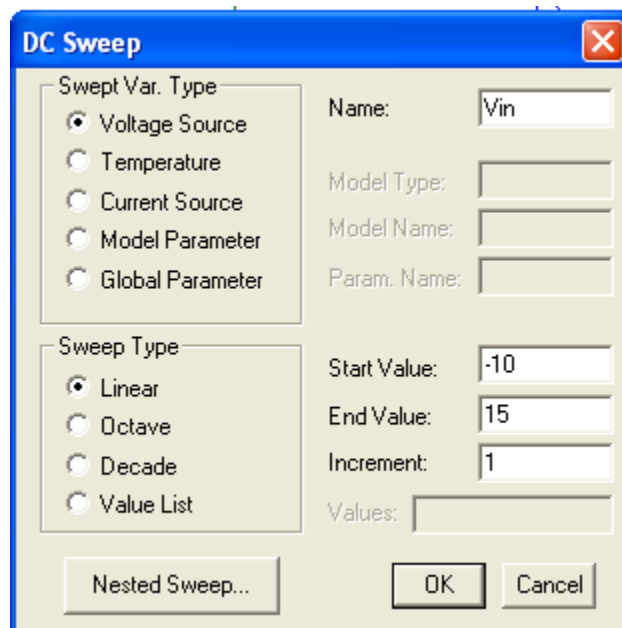 DC Sweep
Swept Var. Type
Voltage Source
Temperature
Current Source
Model Parameter
Global Parameter
Name: Vin
Model Type:
Model Name:
Param. Name:
Sweep Type
Linear
Octave
Decade
Value List
Start Value: -10
End Value: 15
Increment: 1
Values:
Nested Sweep...
OK
Cancel